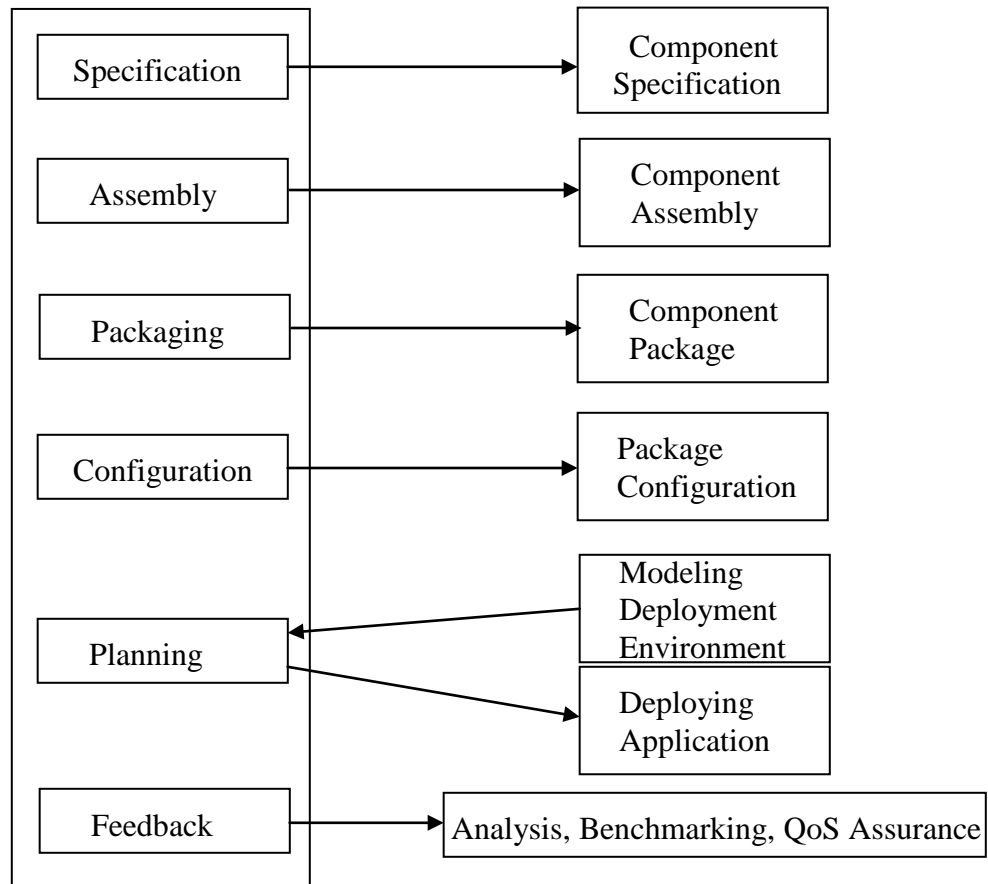 Specification
Component
Specification
Assembly
Component
Assembly
Packaging
Component
Package
Configuration
Package
Configuration
Planning
Modeling
Deployment
Environment
Deploying
Application
Feedback
Analysis, Benchmarking, QoS Assurance